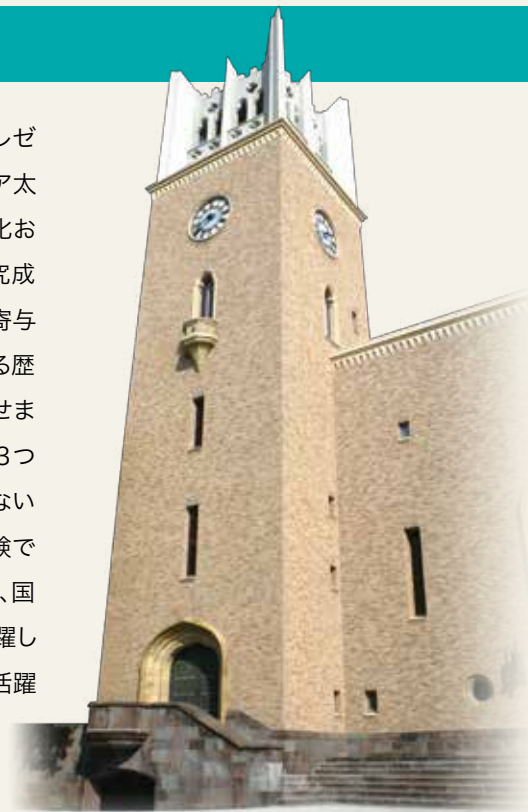 レゼ
ア太
化お
究成
寄与
る歴
せま
3つ
ない
験で
、国
躍し
活躍